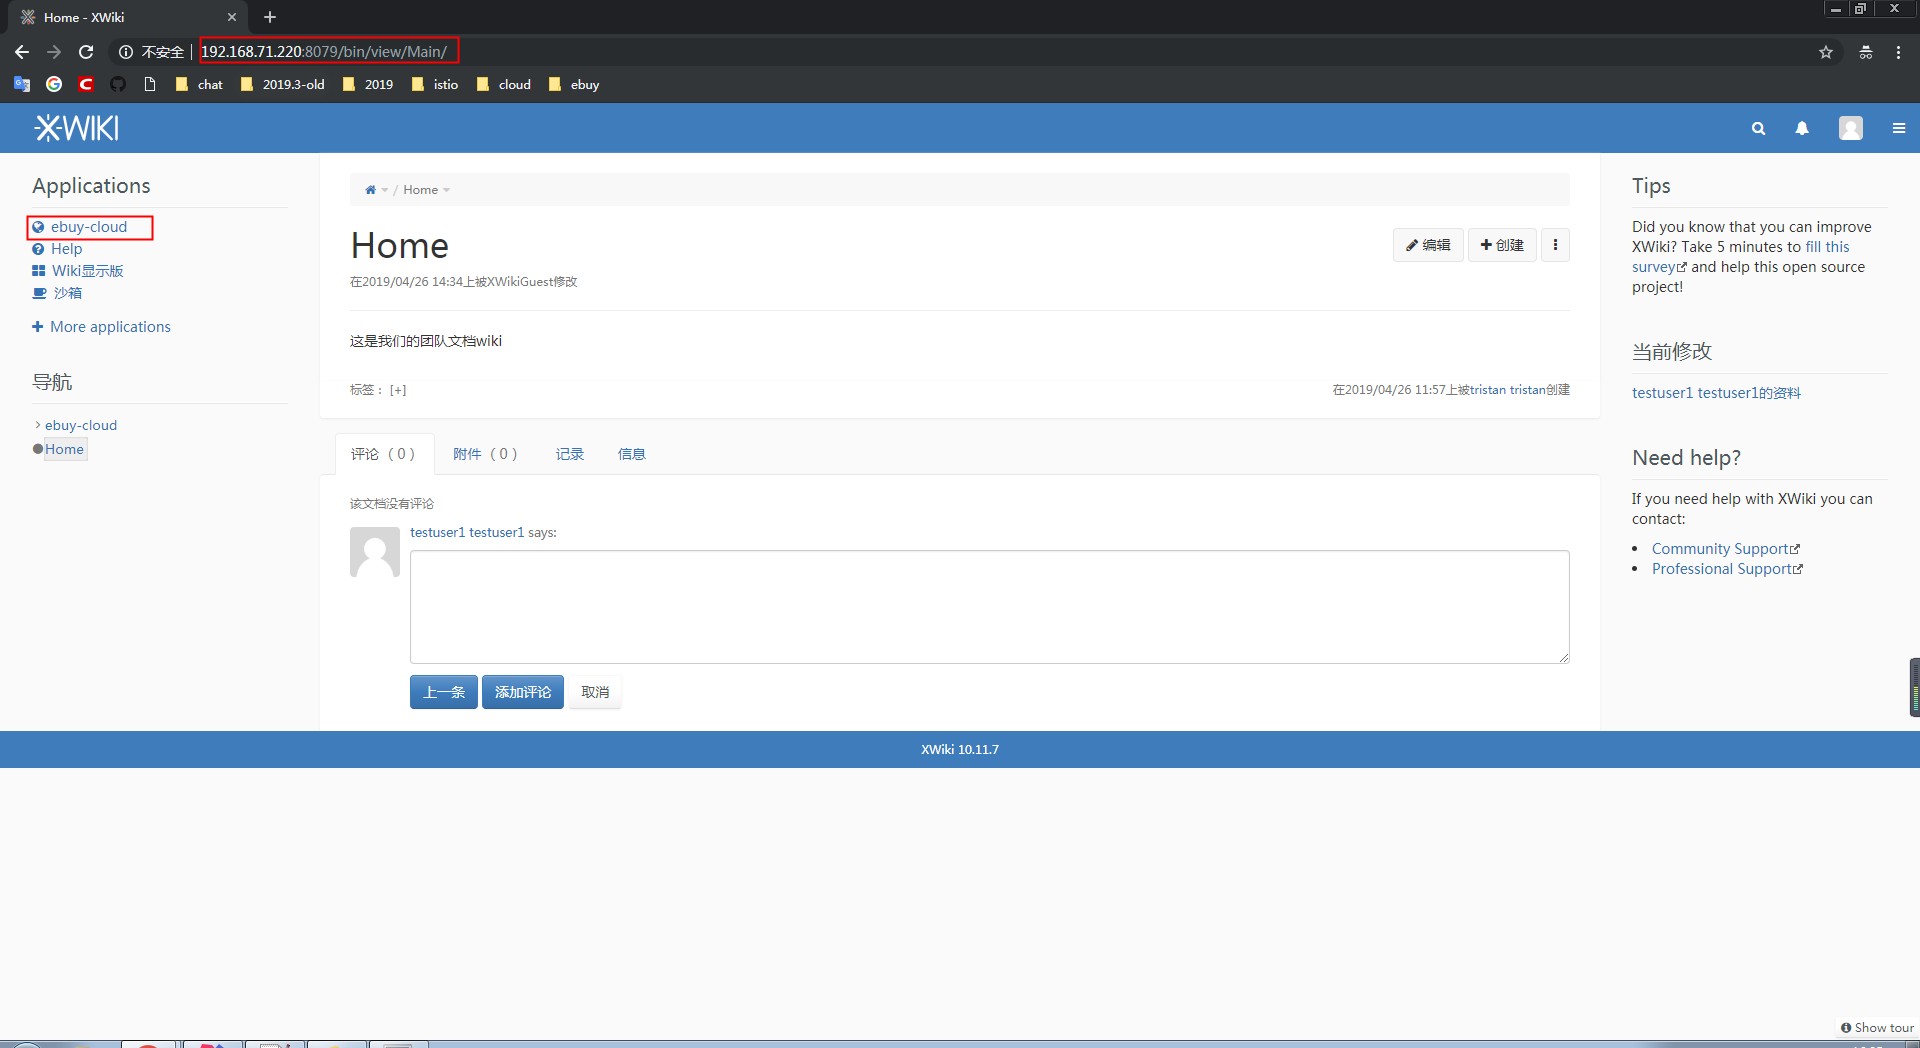 Home - XWiki
不安全 | 192.168.71.220:8079/bin/view/Main/
chat 2019.3-old 2019 istio cloud ebuy
XWIKI
Applications
ebuy-cloud
Help
Wiki显示版
沙箱
More applications
导航
ebuy-cloud
Home
/ Home
Home
编辑 创建
在2019/04/26 14:34上被XWikiGuest修改
这是我们的团队文档wiki
标签： [+]
在2019/04/26 11:57上被tristan tristan创建
评论（0） 附件（0） 记录 信息
该文档没有评论
testuser1 testuser1 says:
上一条 添加评论 取消
Tips
Did you know that you can improve
XWiki? Take 5 minutes to fill this
survey and help this open source
project!
当前修改
testuser1 testuser1的资料
Need help?
If you need help with XWiki you can
contact:
Community Support
Professional Support
XWiki 10.11.7
Show tour